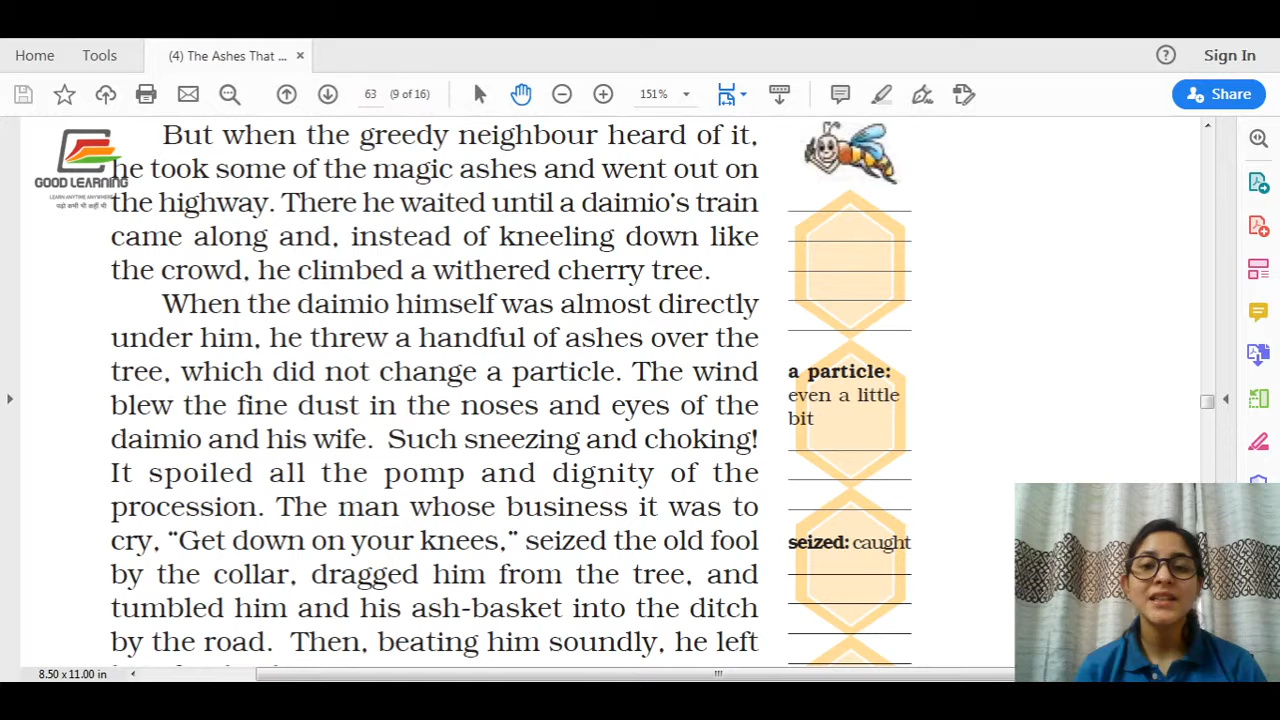 Home
Tools
(4) The Ashes That ...
Sign In
63
(9 of 16)
151%
Share
GOOD LEARNING
LEARN ANYTIME ANYWHERE
पढ़ो कभी भी कहीं भी
But when the greedy neighbour heard of it,
he took some of the magic ashes and went out on
the highway. There he waited until a daimio's train
came along and, instead of kneeling down like
the crowd, he climbed a withered cherry tree.
When the daimio himself was almost directly
under him, he threw a handful of ashes over the
tree, which did not change a particle. The wind
blew the fine dust in the noses and eyes of the
daimio and his wife. Such sneezing and choking!
It spoiled all the pomp and dignity of the
procession. The man whose business it was to
cry, “Get down on your knees,” seized the old fool
by the collar, dragged him from the tree, and
tumbled him and his ash-basket into the ditch
by the road. Then, beating him soundly, he left
a particle:
even a little
bit
seized: caught
8.50 x 11.00 in